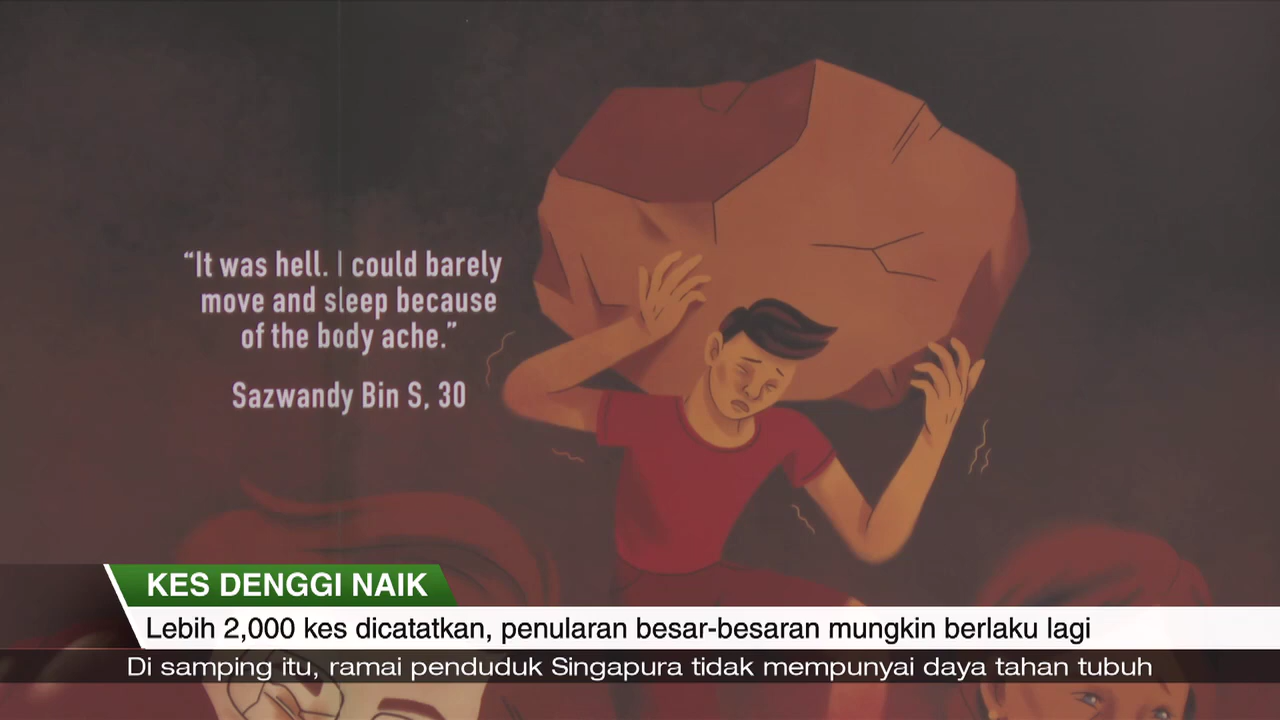 “It was hell. I could barely
move and sleep because
of the body ache.”
Sazwandy Bin S, 30
KES DENGGI NAIK
Lebih 2,000 kes dicatatkan, penularan besar-besaran mungkin berlaku lagi
Di samping itu, ramai penduduk Singapura tidak mempunyai daya tahan tubuh